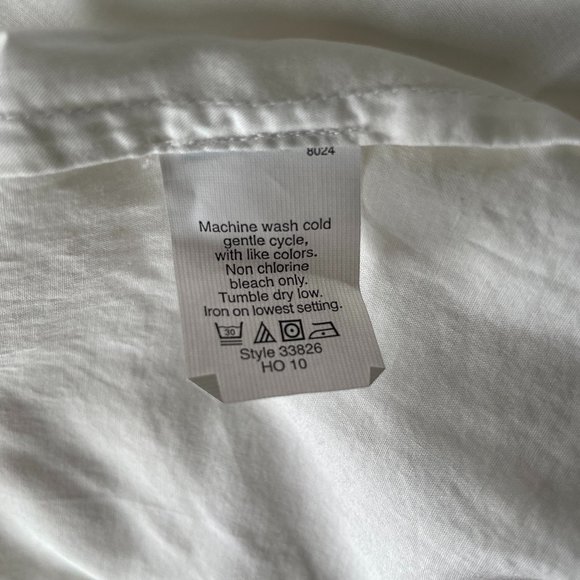 8024
Machine wash cold
gentle cycle,
with like colors.
Non chlorine
bleach only.
Tumble dry low.
Iron on lowest setting.
30
Style 33826
HO 10